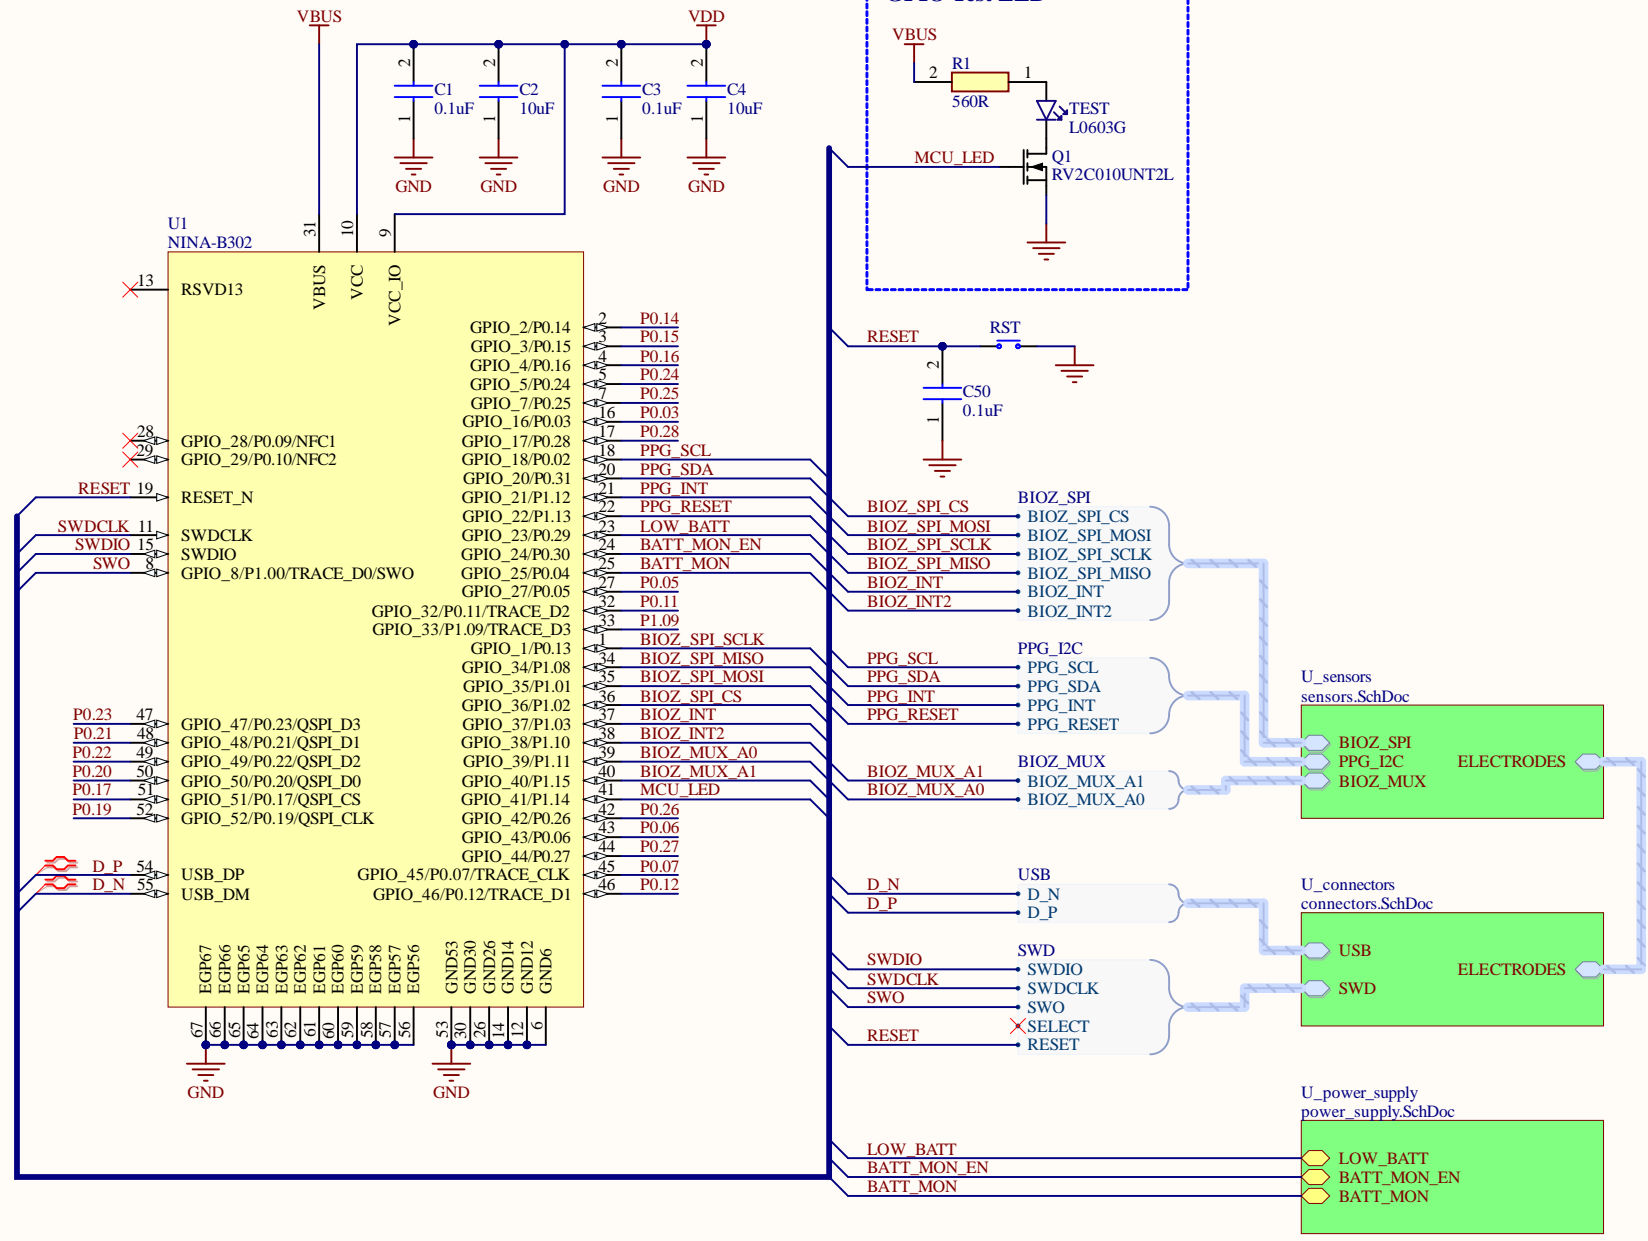 VBUS
VDD
2
C1
0.1uF
1
GND
2
C2
10uF
1
GND
2
C3
0.1uF
1
GND
2
C4
10uF
1
GND
VBUS
2
R1
1
560R
TEST
L0603G
MCU_LED
Q1
RV2C010UNT2L
U1
NINA-B302
31
10
9
VBUS
VCC
VCC_IO
13 RSVD13
28 GPIO_28/P0.09/NFC1
29 GPIO_29/P0.10/NFC2
RESET 19 RESET_N
SWDCLK 11 SWDCLK
SWDIO 15 SWDIO
SWO 8 GPIO_8/P1.00/TRACE_D0/SWO
P0.23 47 GPIO_47/P0.23/QSPI_D3
P0.21 48 GPIO_48/P0.21/QSPI_D1
P0.22 49 GPIO_49/P0.22/QSPI_D2
P0.20 50 GPIO_50/P0.20/QSPI_D0
P0.17 51 GPIO_51/P0.17/QSPI_CS
P0.19 52 GPIO_52/P0.19/QSPI_CLK
D_P 54 USB_DP
D_N 55 USB_DM
GPIO_2/P0.14 2 P0.14
GPIO_3/P0.15 3 P0.15
GPIO_4/P0.16 4 P0.16
GPIO_5/P0.24 5 P0.24
GPIO_7/P0.25 7 P0.25
GPIO_16/P0.03 16 P0.03
GPIO_17/P0.28 17 P0.28
GPIO_18/P0.02 18 PPG_SCL
GPIO_20/P0.31 20 PPG_SDA
GPIO_21/P1.12 21 PPG_INT
GPIO_22/P1.13 22 PPG_RESET
GPIO_23/P0.29 23 LOW_BATT
GPIO_24/P0.30 24 BATT_MON_EN
GPIO_25/P0.04 25 BATT_MON
GPIO_27/P0.05 27 P0.05
GPIO_32/P0.11/TRACE_D2 32 P0.11
GPIO_33/P1.09/TRACE_D3 33 P1.09
GPIO_1/P0.13 1 BIOZ_SPI_SCLK
GPIO_34/P1.08 34 BIOZ_SPI_MISO
GPIO_35/P1.01 35 BIOZ_SPI_MOSI
GPIO_36/P1.02 36 BIOZ_SPI_CS
GPIO_37/P1.03 37 BIOZ_INT
GPIO_38/P1.10 38 BIOZ_INT2
GPIO_39/P1.11 39 BIOZ_MUX_A0
GPIO_40/P1.15 40 BIOZ_MUX_A1
GPIO_41/P1.14 41 MCU_LED
GPIO_42/P0.26 42 P0.26
GPIO_43/P0.06 43 P0.06
GPIO_44/P0.27 44 P0.27
GPIO_45/P0.07/TRACE_CLK 45 P0.07
GPIO_46/P0.12/TRACE_D1 46 P0.12
EGP67 EGP66 EGP65 EGP64 EGP63 EGP62 EGP61 EGP60 EGP59 EGP58 EGP57 EGP56 GND53 GND30 GND26 GND14 GND12 GND6
67 66 65 64 63 62 61 60 59 58 57 56 53 30 26 14 12 6
GND
GND
RESET
RST
2
C50
0.1uF
1
BIOZ_SPI
BIOZ_SPI_CS BIOZ_SPI_CS
BIOZ_SPI_MOSI BIOZ_SPI_MOSI
BIOZ_SPI_SCLK BIOZ_SPI_SCLK
BIOZ_SPI_MISO BIOZ_SPI_MISO
BIOZ_INT BIOZ_INT
BIOZ_INT2 BIOZ_INT2
PPG_I2C
PPG_SCL PPG_SCL
PPG_SDA PPG_SDA
PPG_INT PPG_INT
PPG_RESET PPG_RESET
BIOZ_MUX
BIOZ_MUX_A1 BIOZ_MUX_A1
BIOZ_MUX_A0 BIOZ_MUX_A0
USB
D_N D_N
D_P D_P
SWD
SWDIO SWDIO
SWDCLK SWDCLK
SWO SWO
SELECT
RESET RESET
U_sensors
sensors.SchDoc
BIOZ_SPI
PPG_I2C ELECTRODES
BIOZ_MUX
U_connectors
connectors.SchDoc
USB
ELECTRODES
SWD
U_power_supply
power_supply.SchDoc
LOW_BATT LOW_BATT
BATT_MON_EN BATT_MON_EN
BATT_MON BATT_MON